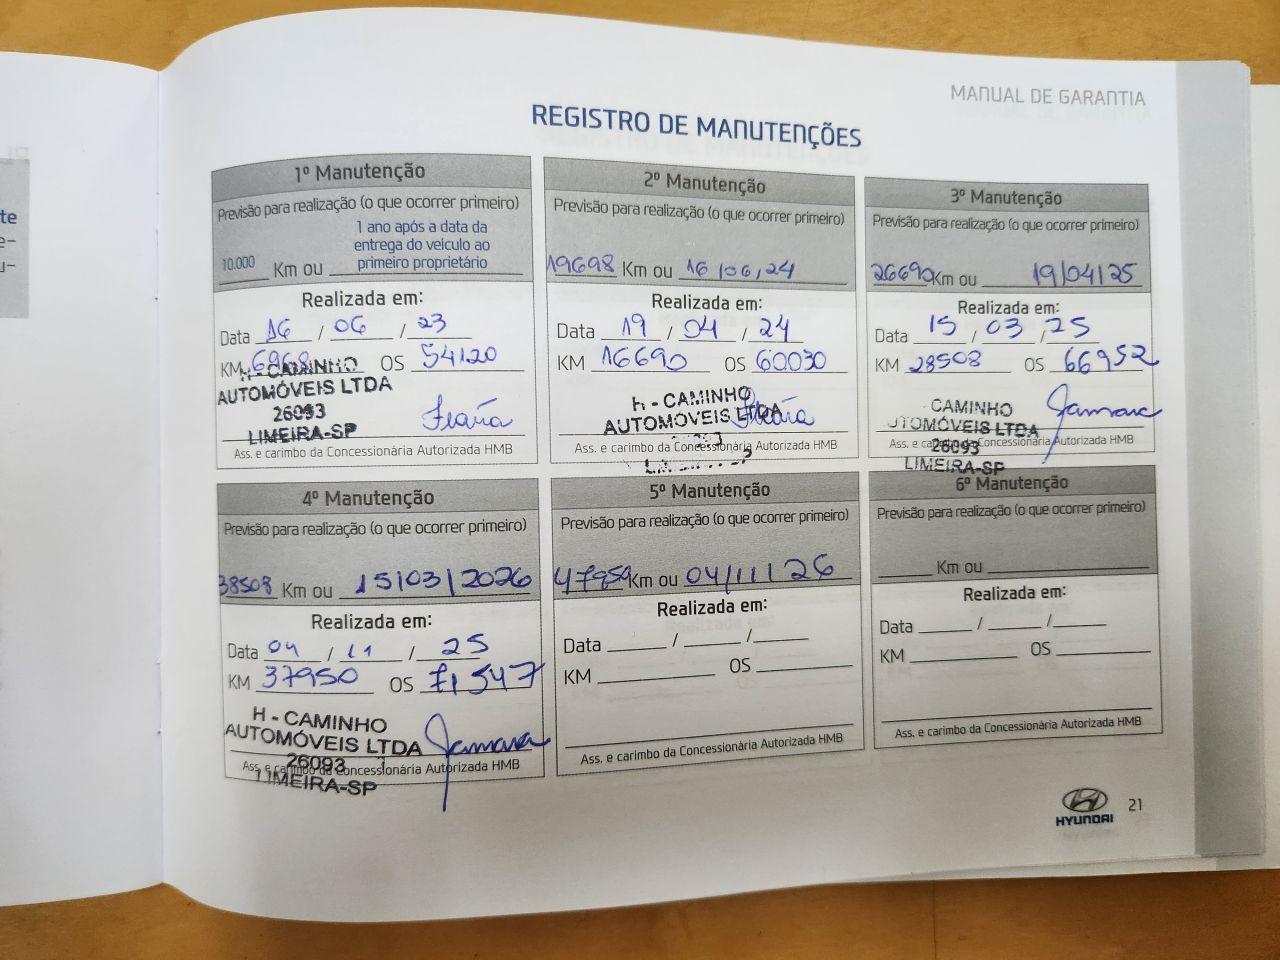 MANUAL DE GARANTIA
REGISTRO DE MANUTENÇÕES
1º Manutenção
Previsão para realização (o que ocorrer primeiro)
10.000 Km ou 1 ano após a data da
entrega do veículo ao
primeiro proprietário
Realizada em:
Data 16 / 06 / 23
KM 6968 OS 54120
H - CAMINHO
AUTOMÓVEIS LTDA
26093
LIMEIRA-SP
Ass. e carimbo da Concessionária Autorizada HMB
2º Manutenção
Previsão para realização (o que ocorrer primeiro)
19698 Km ou 16/06/24
Realizada em:
Data 19 / 04 / 24
KM 16690 OS 60030
H - CAMINHO
AUTOMÓVEIS LTDA
Ass. e carimbo da Concessionária Autorizada HMB
3º Manutenção
Previsão para realização (o que ocorrer primeiro)
26690 Km ou 19/04/25
Realizada em:
Data 15 / 03 / 25
KM 28508 OS 66952
CAMINHO
UTOMÓVEIS LTDA
26093
LIMEIRA-SP
Jamara
Ass. e carimbo da Concessionária Autorizada HMB
4º Manutenção
Previsão para realização (o que ocorrer primeiro)
38508 Km ou 15/03/2026
Realizada em:
Data 04 / 11 / 25
KM 37950 OS 71547
H - CAMINHO
AUTOMÓVEIS LTDA
26093
LIMEIRA-SP
Jamara
Ass. e carimbo da Concessionária Autorizada HMB
5º Manutenção
Previsão para realização (o que ocorrer primeiro)
47950 Km ou 04/11/26
Realizada em:
Data / /
KM OS
Ass. e carimbo da Concessionária Autorizada HMB
6º Manutenção
Previsão para realização (o que ocorrer primeiro)
Km ou
Realizada em:
Data / /
KM OS
Ass. e carimbo da Concessionária Autorizada HMB
HYUNDAI
21